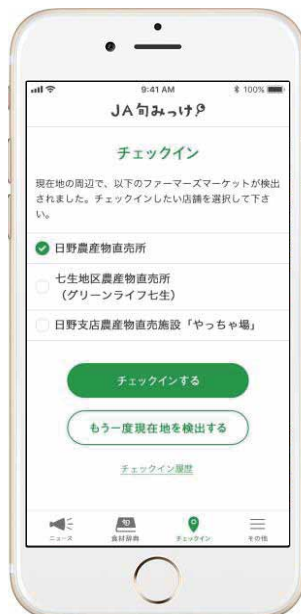 9:41 AM
100%
JA旬みっけ
チェックイン
現在地の周辺で、以下のファーマーズマーケットが検出
されました。チェックインしたい店舗を選択して下さ
い。
日野農産物直売所
七生地区農産物直売所
（グリーンライフ七生）
日野支店農産物直売施設「やっちゃ場」
チェックインする
もう一度現在地を検出する
チェックイン履歴
旬
ニュース
食材辞典
チェックイン
その他